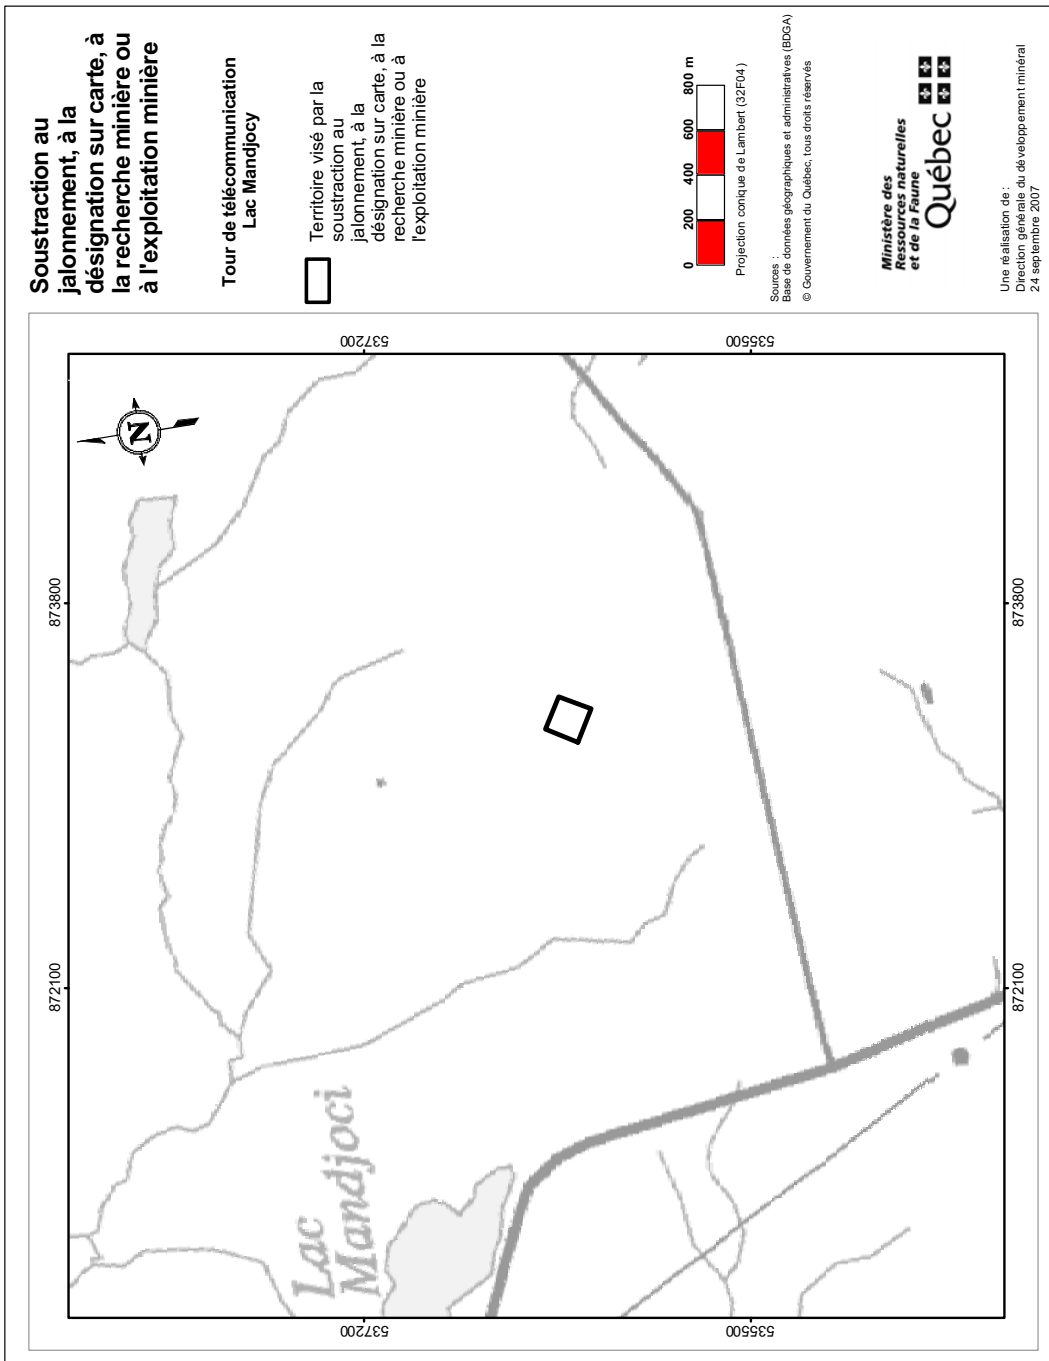 Soustraction au
jalonnement, à la
désignation sur carte, à
la recherche minière ou
à l'exploitation minière
Tour de télécommunication
Lac Mandjocy
Territoire visé par la
soustraction au
jalonnement, à la
désignation sur carte, à la
recherche minière ou à
l'exploitation minière
0 200 400 600 800 m
Projection conique de Lambert (32F04)
Sources :
Base de données géographiques et administratives (BDGA)
© Gouvernement du Québec, tous droits réservés
Ministère des
Ressources naturelles
et de la Faune
Québec
Une réalisation de :
Direction générale du développement minéral
24 septembre 2007
872100
873800
537200
537200
N
Lac
Mandjoci
535500
535500
872100
873800